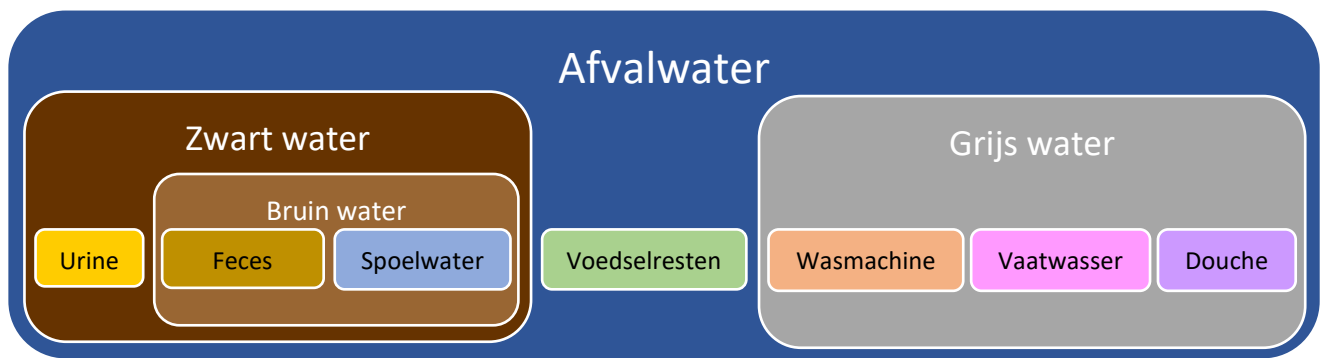 Afvalwater
Zwart water
Grijs water
Bruin water
Urine
Feces
Spoelwater
Voedselresten
Wasmachine
Vaatwasser
Douche